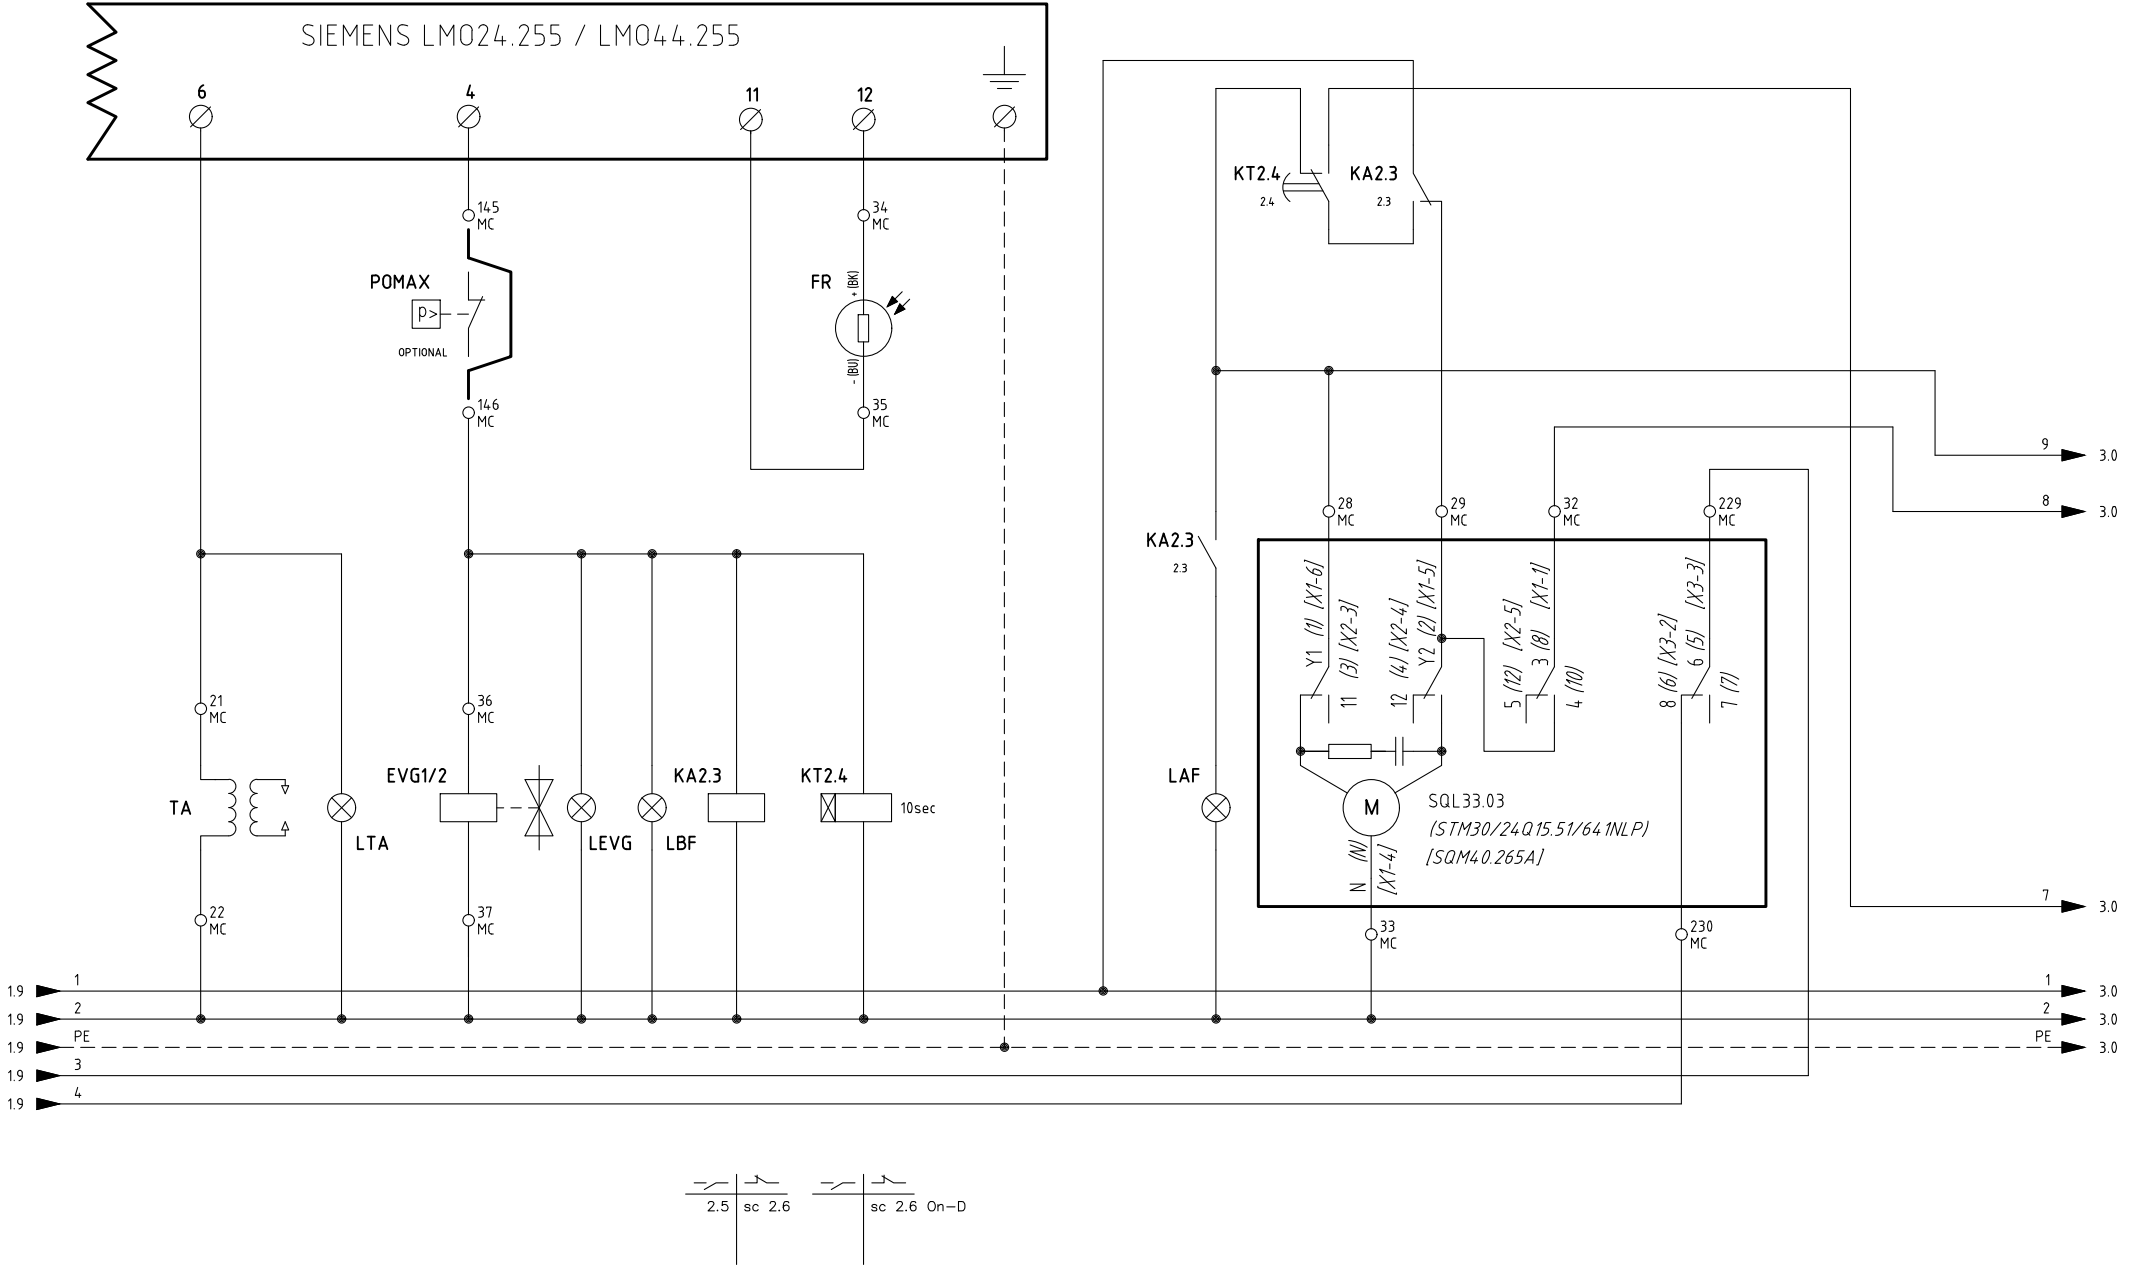 SIEMENS LMO24.255 / LMO44.255
6
4
11
12
145
MC
34
MC
POMAX
p>
OPTIONAL
FR
+ (BK)
- (BU)
146
MC
35
MC
KT2.4
2.4
KA2.3
2.3
9
3.0
8
3.0
28
MC
29
MC
32
MC
229
MC
KA2.3
2.3
Y1 (1) [X1-6]
11 (3) [X2-3]
12 (4) [X2-4]
Y2 (2) [X1-5]
5 (12) [X2-5]
3 (8) [X1-1]
4 (10)
8 (6) [X3-2]
6 (5) [X3-3]
7 (7)
21
MC
36
MC
TA
LTA
EVG1/2
LEVG
LBF
KA2.3
KT2.4
10sec
LAF
M
SQL33.03
(STM30/24Q15.51/641NLP)
[SQM40.265A]
N (N)
[X1-4]
22
MC
37
MC
33
MC
230
MC
7
3.0
1.9
1
1
3.0
1.9
2
2
3.0
1.9
PE
PE
3.0
1.9
3
1.9
4
2.5 sc 2.6
sc 2.6 On-D